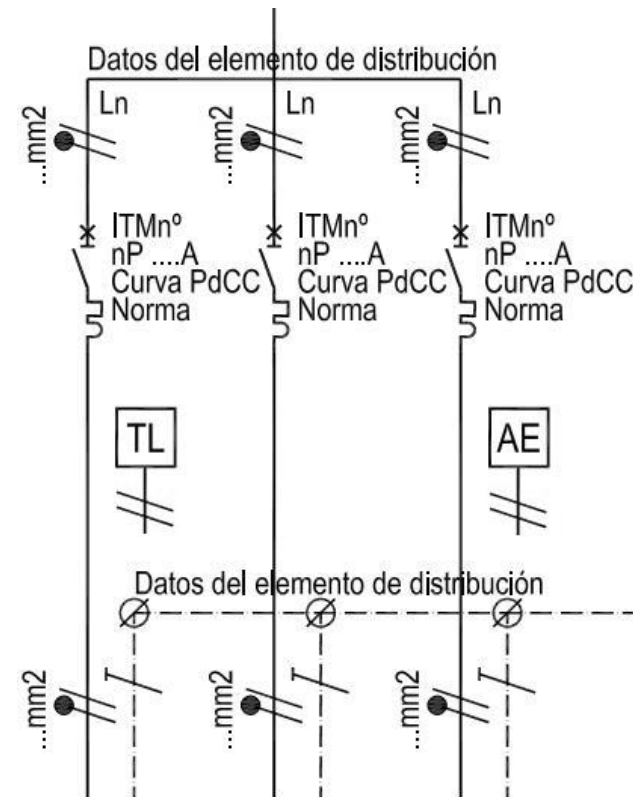 Datos del elemento de distribución
Ln
Ln
...mm2
...mm2
...mm2
ITMnº
nP ....A
Curva PdCC
Norma
ITMnº
nP ....A
Curva PdCC
Norma
ITMnº
nP ....A
Curva PdCC
Norma
TL
AE
Datos del elemento de distribución
...mm2
...mm2
...mm2